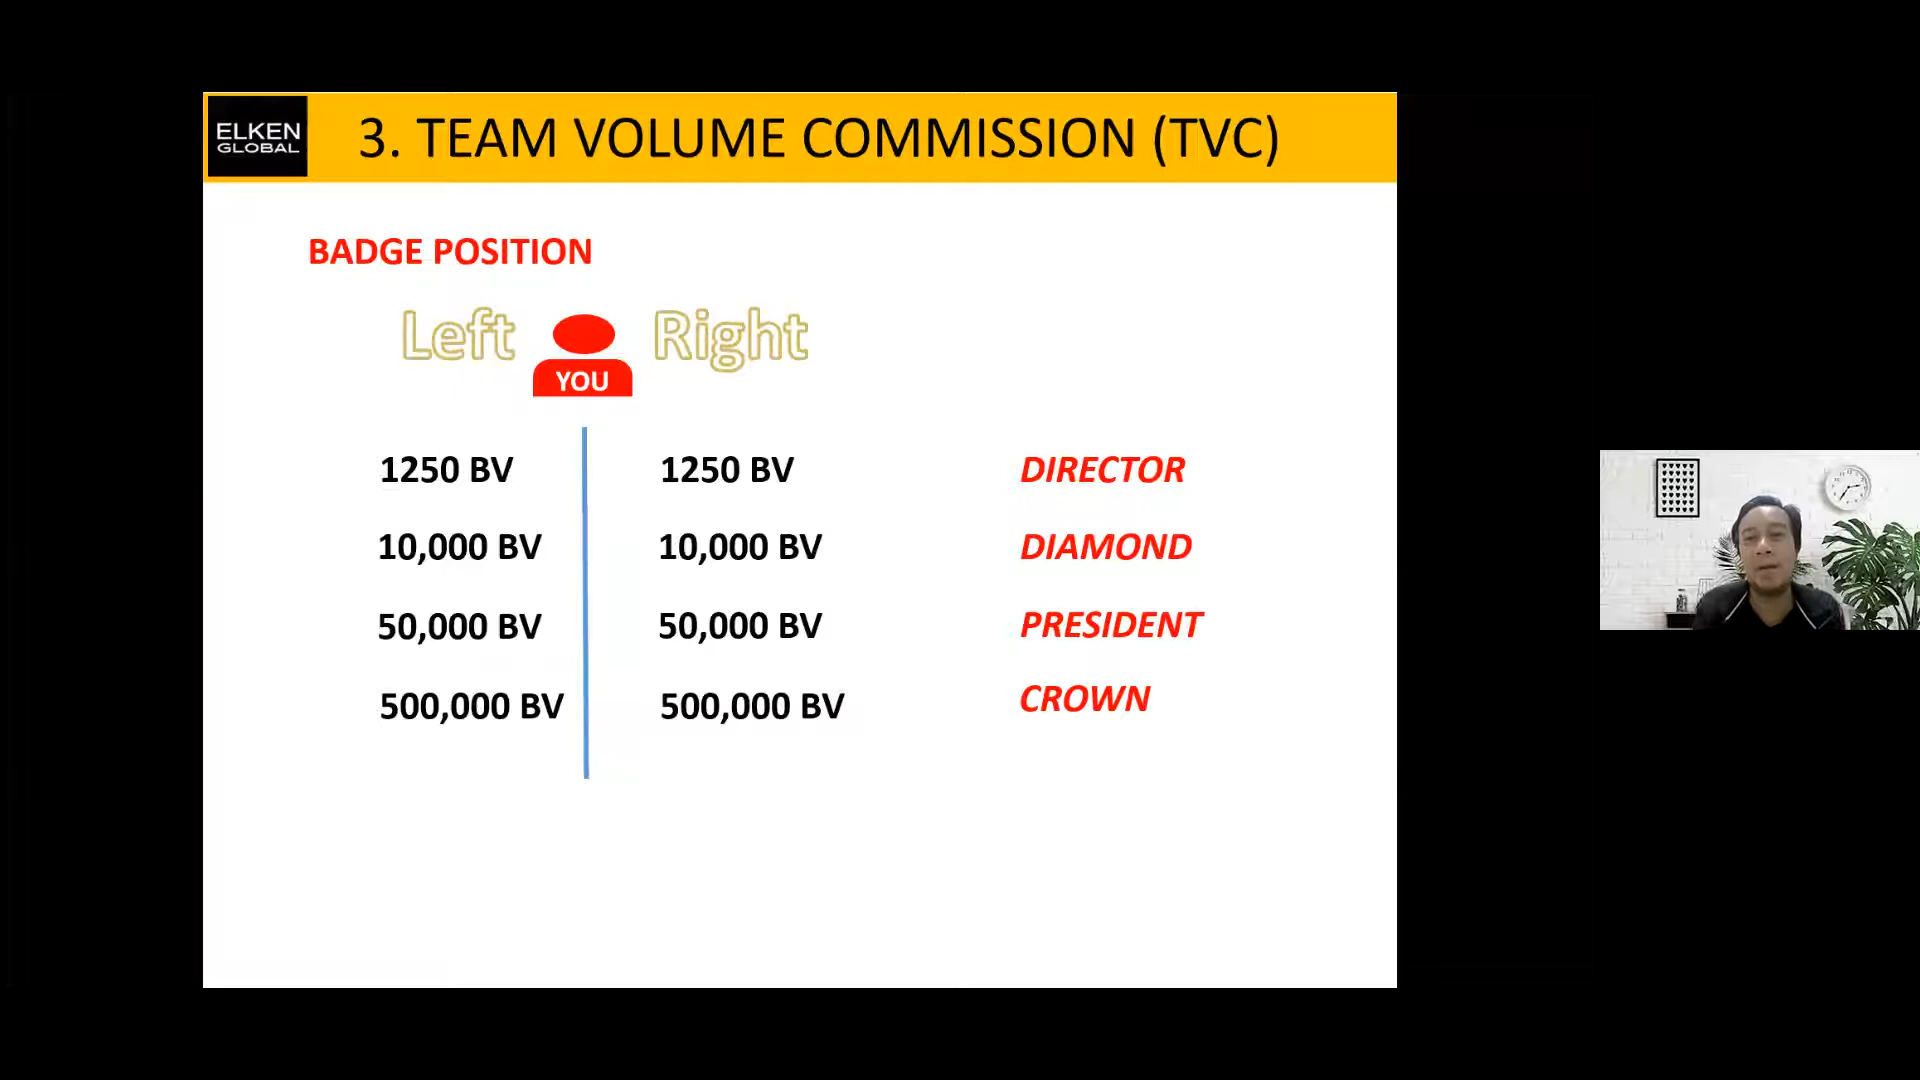 ELKEN
GLOBAL
3. TEAM VOLUME COMMISSION (TVC)
BADGE POSITION
Left
Right
YOU
1250 BV 1250 BV DIRECTOR
10,000 BV 10,000 BV DIAMOND
50,000 BV 50,000 BV PRESIDENT
500,000 BV 500,000 BV CROWN